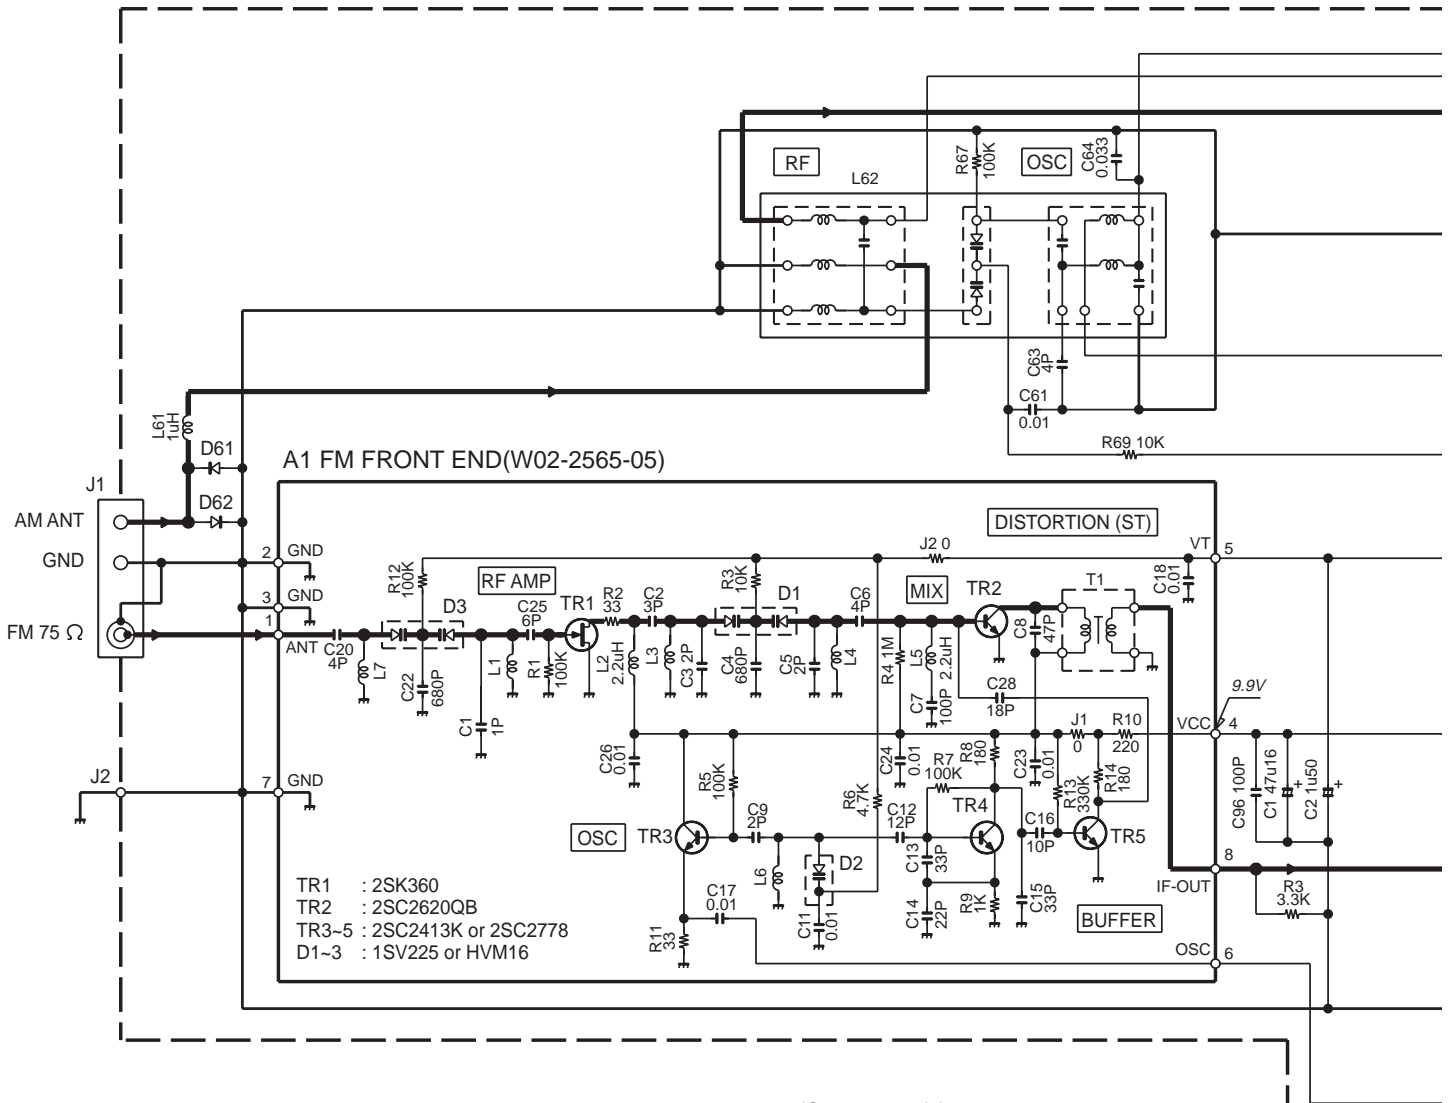 RF
R67
100K
OSC
C64
0.033
L62
C63
4P
C61
0.01
R69 10K
L61
1uH
D61
D62
J1
AM ANT
GND
FM 75 Ω
J2
A1 FM FRONT END(W02-2565-05)
DISTORTION (ST)
2 GND
3 GND
1
ANT
7 GND
J2 0
VT 5
R12
100K
RF AMP
R3
10K
D1
C6
4P
MIX
TR2
T1
C18
0.01
D3
C25
6P
TR1
R2
33
C2
3P
C20
4P
L7
C22
680P
C1
1P
L1
R1
100K
L2
2.2uH
L3
C3 2P
C4
680P
C5
2P
L4
R4 1M
L5
2.2uH
C7
100P
C8
47P
C28
18P
9.9V
VCC 4
J1
0
R10
220
C26
0.01
R5
100K
C24
0.01
R7
100K
R8
180
C23
0.01
R13
330K
R14
180
R6
4.7K
C96 100P
C1 47u16
+
C2 1u50
+
OSC
TR3
C9
2P
C12
12P
TR4
C16
10P
TR5
L6
D2
C13
33P
C17
0.01
C11
0.01
C14
22P
R9
1K
C15
33P
R11
33
8
IF-OUT
R3
3.3K
BUFFER
OSC 6
TR1 : 2SK360
TR2 : 2SC2620QB
TR3~5 : 2SC2413K or 2SC2778
D1~3 : 1SV225 or HVM16